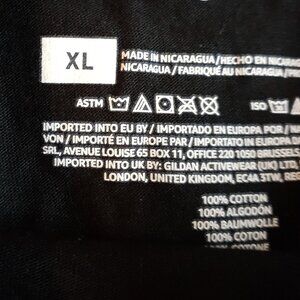 XL
MADE IN NICARAGUA / HECHO EN NICARA
NICARAGUA / FABRIQUÉ AU NICARAGUA /
ASTM
ISO
IMPORTED INTO EU BY / IMPORTADO EN EUROPA POR /
VON / IMPORTÉ EN EUROPE PAR / IMPORTATO IN EUROPA
SRL, AVENUE LOUISE 65 BOX 11, OFFICE 220 1050 BRUSSELS
IMPORTED INTO UK BY: GILDAN ACTIVEWEAR (UK)
LONDON, UNITED KINGDOM, EC4A 3TW,
100% COTTON
100% ALGODÓN
100% BAUMWOLLE
100% COTON
100% COTONE